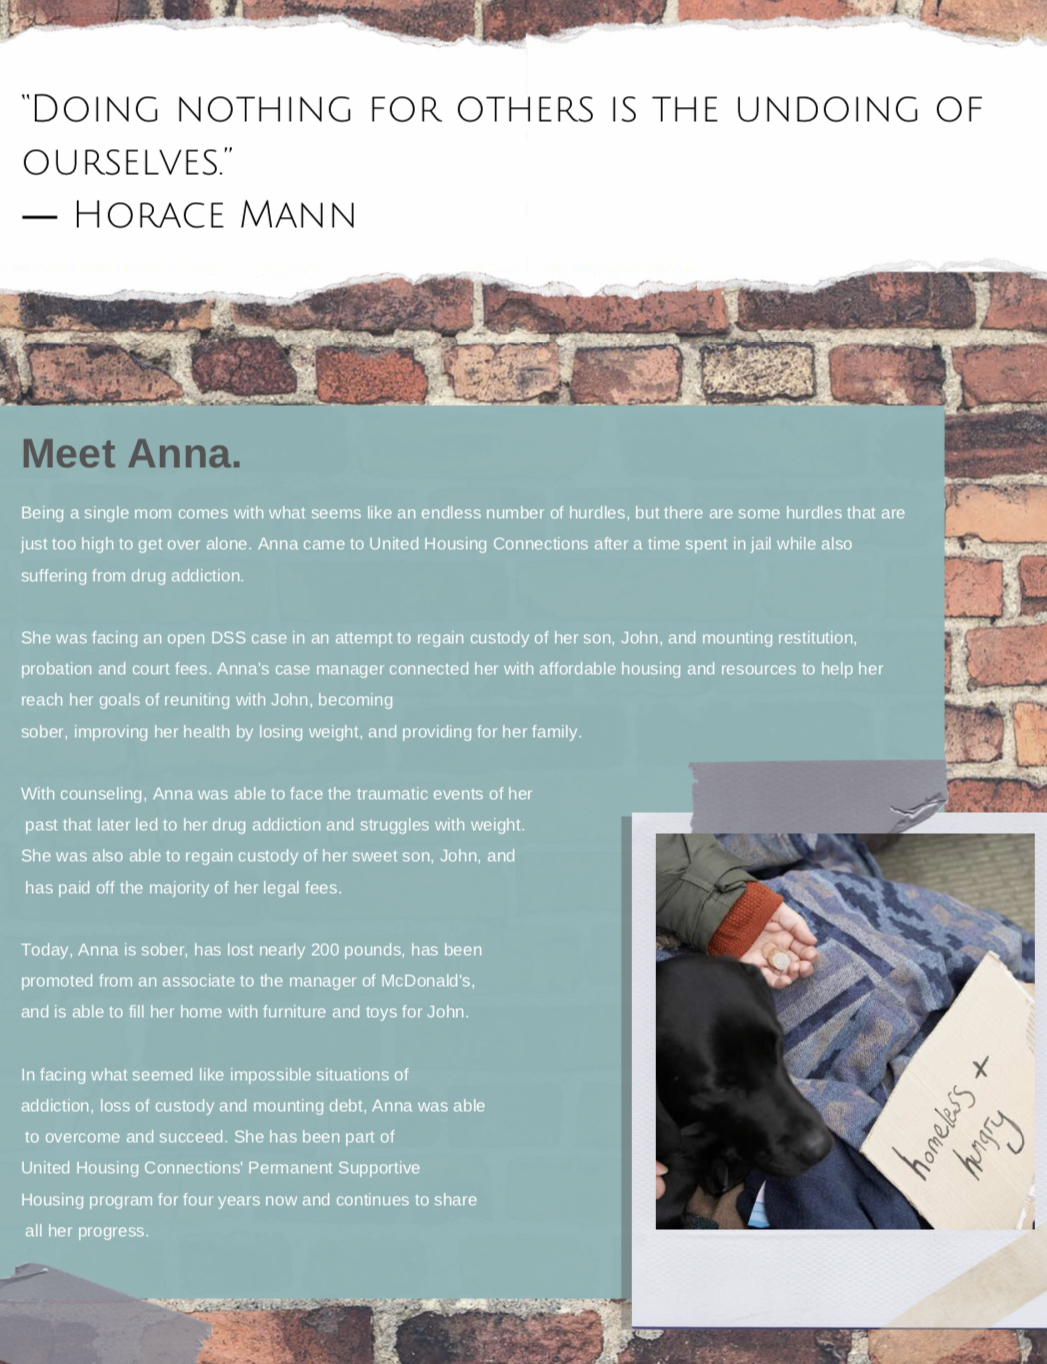 “Doing nothing for others is the undoing of
ourselves.”
— Horace Mann
Meet Anna.
Being a single mom comes with what seems like an endless number of hurdles, but there are some hurdles that are
just too high to get over alone. Anna came to United Housing Connections after a time spent in jail while also
suffering from drug addiction.
She was facing an open DSS case in an attempt to regain custody of her son, John, and mounting restitution,
probation and court fees. Anna's case manager connected her with affordable housing and resources to help her
reach her goals of reuniting with John, becoming
sober, improving her health by losing weight, and providing for her family.
With counseling, Anna was able to face the traumatic events of her
past that later led to her drug addiction and struggles with weight.
She was also able to regain custody of her sweet son, John, and
has paid off the majority of her legal fees.
Today, Anna is sober, has lost nearly 200 pounds, has been
promoted from an associate to the manager of McDonald's,
and is able to fill her home with furniture and toys for John.
In facing what seemed like impossible situations of
addiction, loss of custody and mounting debt, Anna was able
to overcome and succeed. She has been part of
United Housing Connections' Permanent Supportive
Housing program for four years now and continues to share
all her progress.
homeless +
hungry